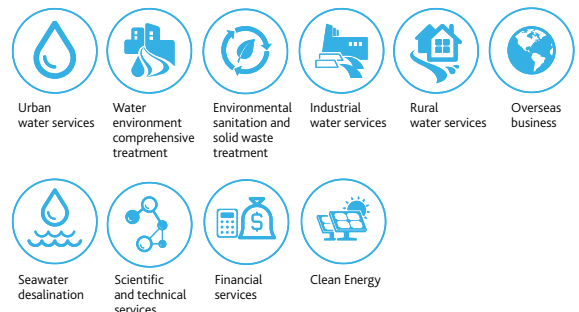 Urban
water services
Water
environment
comprehensive
treatment
Environmental
sanitation and
solid waste
treatment
Industrial
water services
Rural
water services
Overseas
business
Seawater
desalination
Scientific
and technical
services
Financial
services
$
Clean Energy